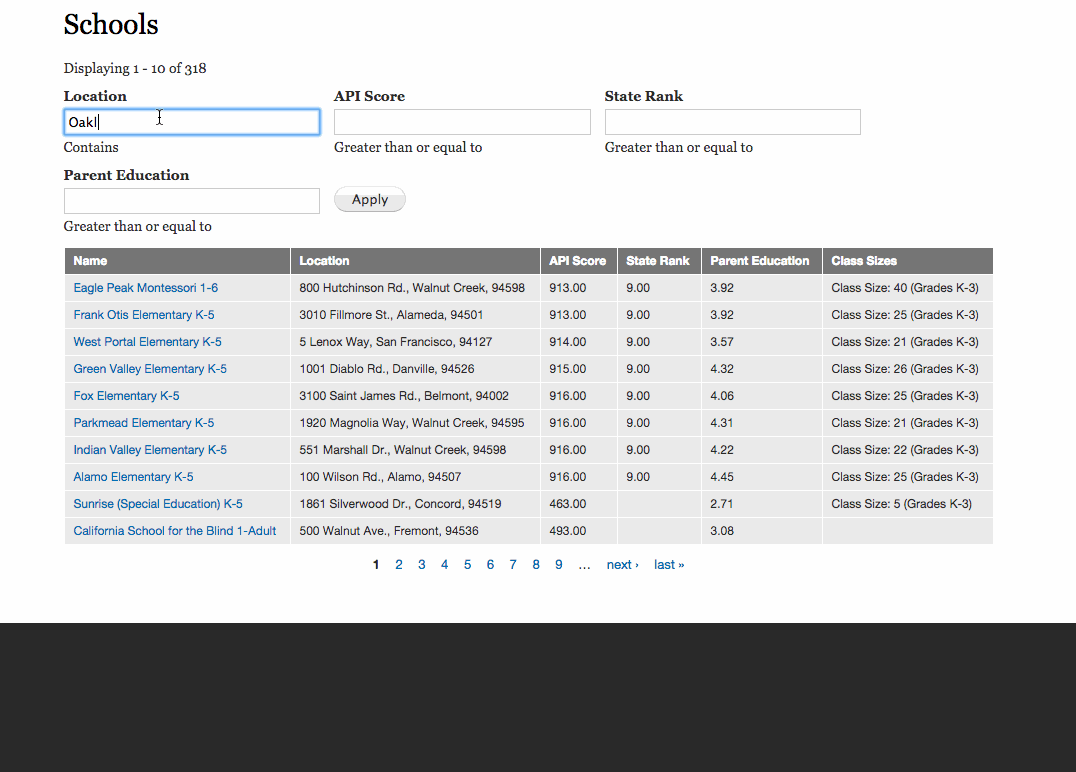 Schools
Displaying 1 - 10 of 318
Location API Score State Rank
Oakl
Contains Greater than or equal to Greater than or equal to
Parent Education
Apply
Greater than or equal to
Name Location API Score State Rank Parent Education Class Sizes
Eagle Peak Montessori 1-6 800 Hutchinson Rd., Walnut Creek, 94598 913.00 9.00 3.92 Class Size: 40 (Grades K-3)
Frank Otis Elementary K-5 3010 Fillmore St., Alameda, 94501 913.00 9.00 3.92 Class Size: 25 (Grades K-3)
West Portal Elementary K-5 5 Lenox Way, San Francisco, 94127 914.00 9.00 3.57 Class Size: 21 (Grades K-3)
Green Valley Elementary K-5 1001 Diablo Rd., Danville, 94526 915.00 9.00 4.32 Class Size: 26 (Grades K-3)
Fox Elementary K-5 3100 Saint James Rd., Belmont, 94002 916.00 9.00 4.06 Class Size: 25 (Grades K-3)
Parkmead Elementary K-5 1920 Magnolia Way, Walnut Creek, 94595 916.00 9.00 4.31 Class Size: 21 (Grades K-3)
Indian Valley Elementary K-5 551 Marshall Dr., Walnut Creek, 94598 916.00 9.00 4.22 Class Size: 22 (Grades K-3)
Alamo Elementary K-5 100 Wilson Rd., Alamo, 94507 916.00 9.00 4.45 Class Size: 25 (Grades K-3)
Sunrise (Special Education) K-5 1861 Silverwood Dr., Concord, 94519 463.00 2.71 Class Size: 5 (Grades K-3)
California School for the Blind 1-Adult 500 Walnut Ave., Fremont, 94536 493.00 3.08
1 2 3 4 5 6 7 8 9 … next › last »